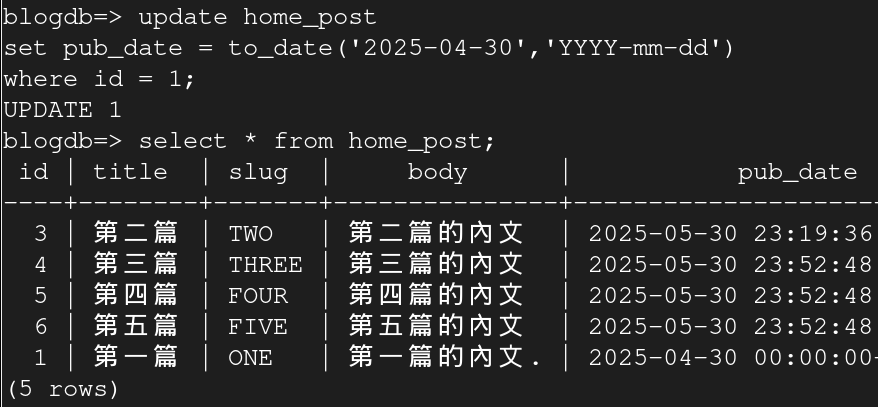 blogdb=> update home_post
set pub_date = to_date('2025-04-30','YYYY-mm-dd')
where id = 1;
UPDATE 1
blogdb=> select * from home_post;
 id | title  | slug  |     body      |           pub_date
----+--------+-------+---------------+---------------------
  3 | 第二篇 | TWO   | 第二篇的內文  | 2025-05-30 23:19:36
  4 | 第三篇 | THREE | 第三篇的內文  | 2025-05-30 23:52:48
  5 | 第四篇 | FOUR  | 第四篇的內文  | 2025-05-30 23:52:48
  6 | 第五篇 | FIVE  | 第五篇的內文  | 2025-05-30 23:52:48
  1 | 第一篇 | ONE   | 第一篇的內文. | 2025-04-30 00:00:00+
(5 rows)